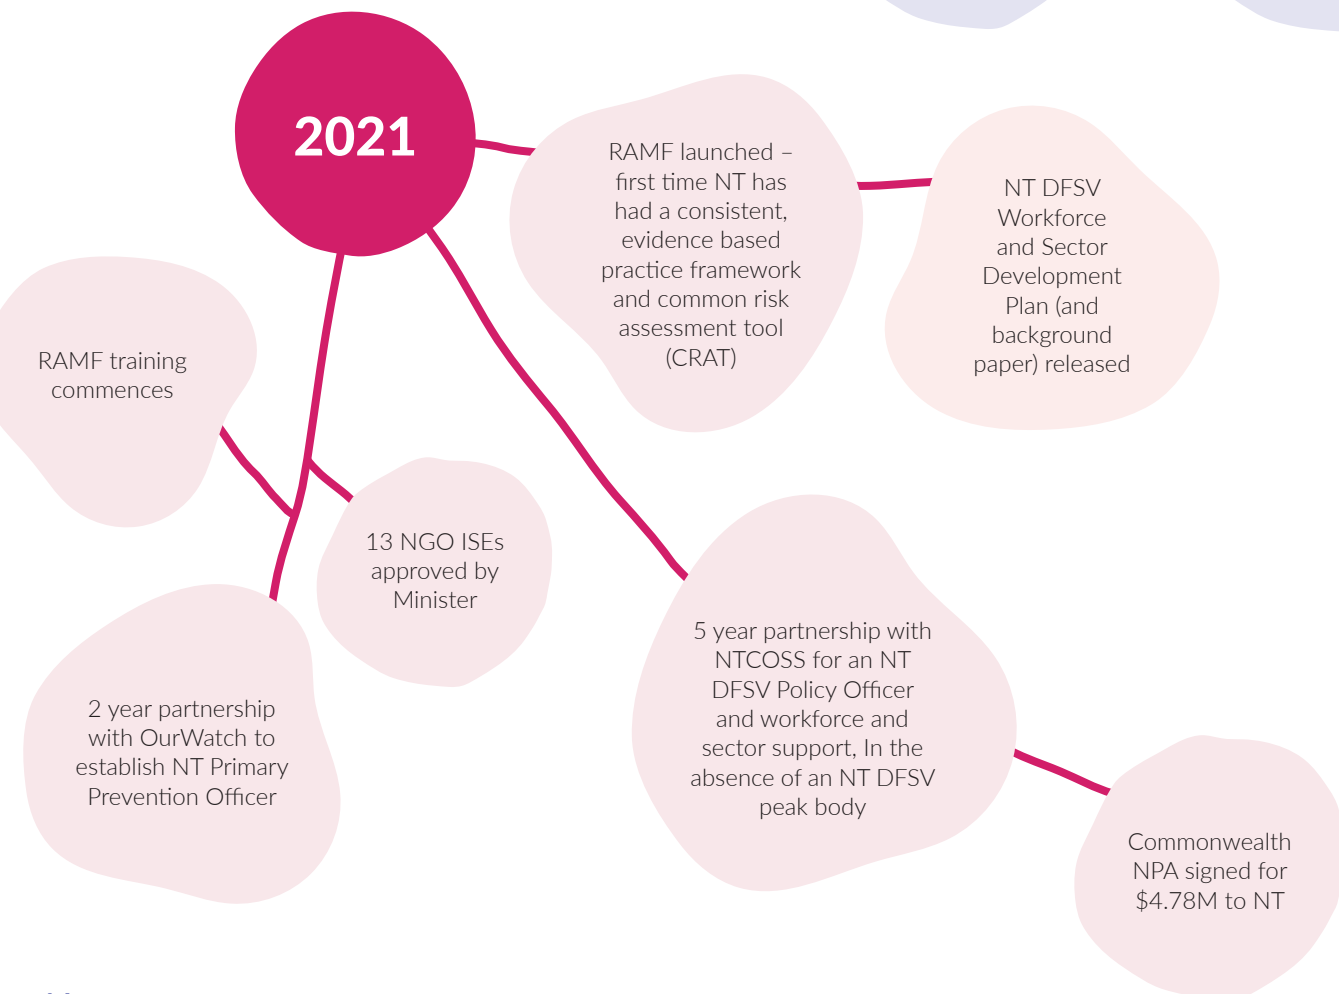 2021
RAMF launched –
first time NT has
had a consistent,
evidence based
practice framework
and common risk
assessment tool
(CRAT)
NT DFSV
Workforce
and Sector
Development
Plan (and
background
paper) released
RAMF training
commences
13 NGO ISEs
approved by
Minister
2 year partnership
with OurWatch to
establish NT Primary
Prevention Officer
5 year partnership with
NTCOSS for an NT
DFSV Policy Officer
and workforce and
sector support, In the
absence of an NT DFSV
peak body
Commonwealth
NPA signed for
$4.78M to NT